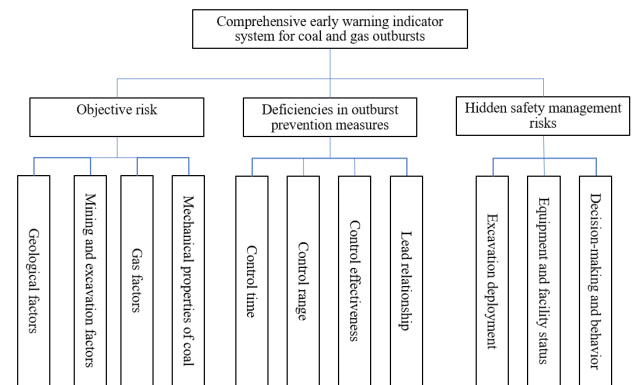 Comprehensive early warning indicator
system for coal and gas outbursts
Objective risk
Deficiencies in outburst
prevention measures
Hidden safety management
risks
Geological factors
Mining and excavation factors
Gas factors
Mechanical properties of coal
Control time
Control range
Control effectiveness
Lead relationship
Excavation deployment
Equipment and facility status
Decision-making and behavior